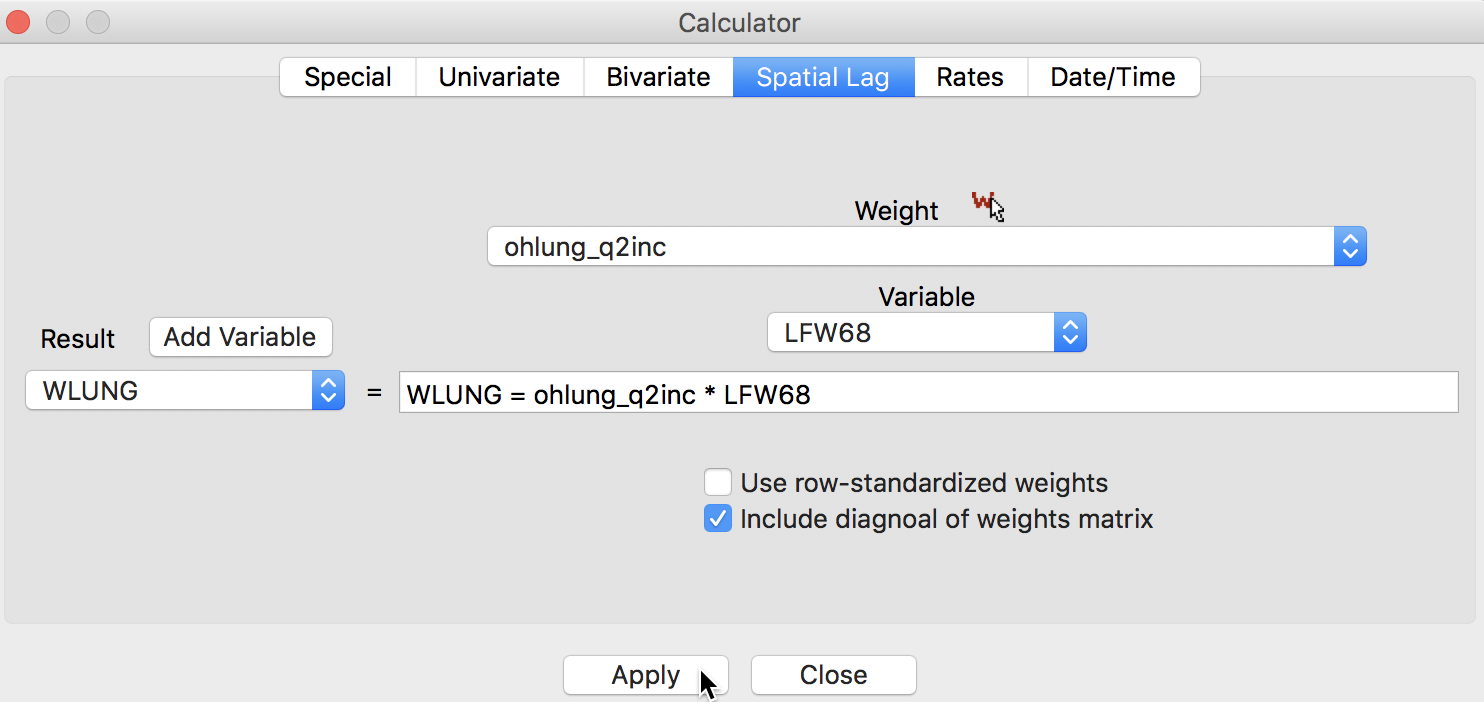 Calculator
Special Univariate Bivariate Spatial Lag Rates Date/Time
Weight W
ohlung_q2inc
Variable
Result Add Variable LFW68
WLUNG = WLUNG = ohlung_q2inc * LFW68
Use row-standardized weights
Include diagnoal of weights matrix
Apply Close